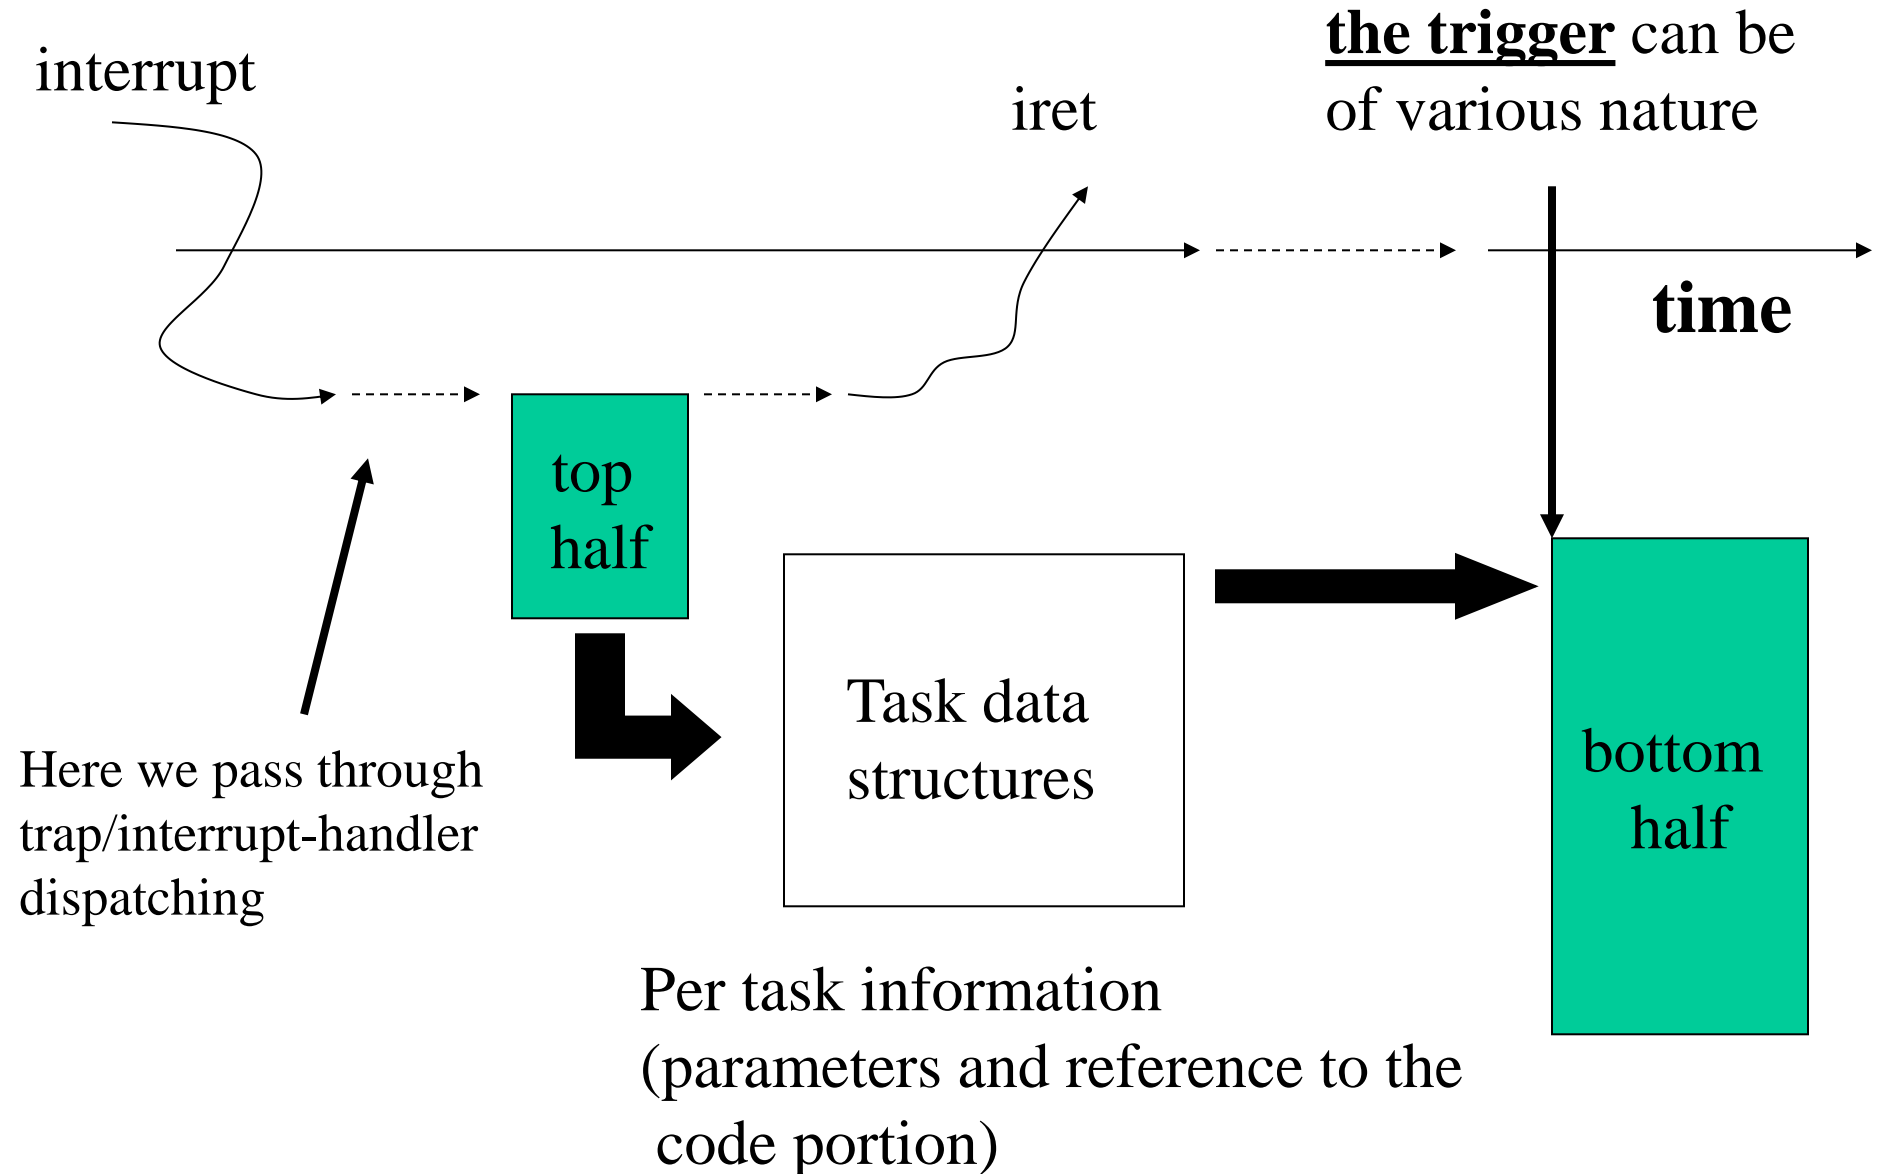 interrupt
iret
the trigger can be
of various nature
time
top
half
Here we pass through
trap/interrupt-handler
dispatching
Task data
structures
bottom
half
Per task information
(parameters and reference to the
code portion)